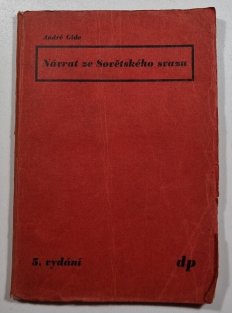 André Gide
Návrat ze Sovětského svazu
5. vydání
dp